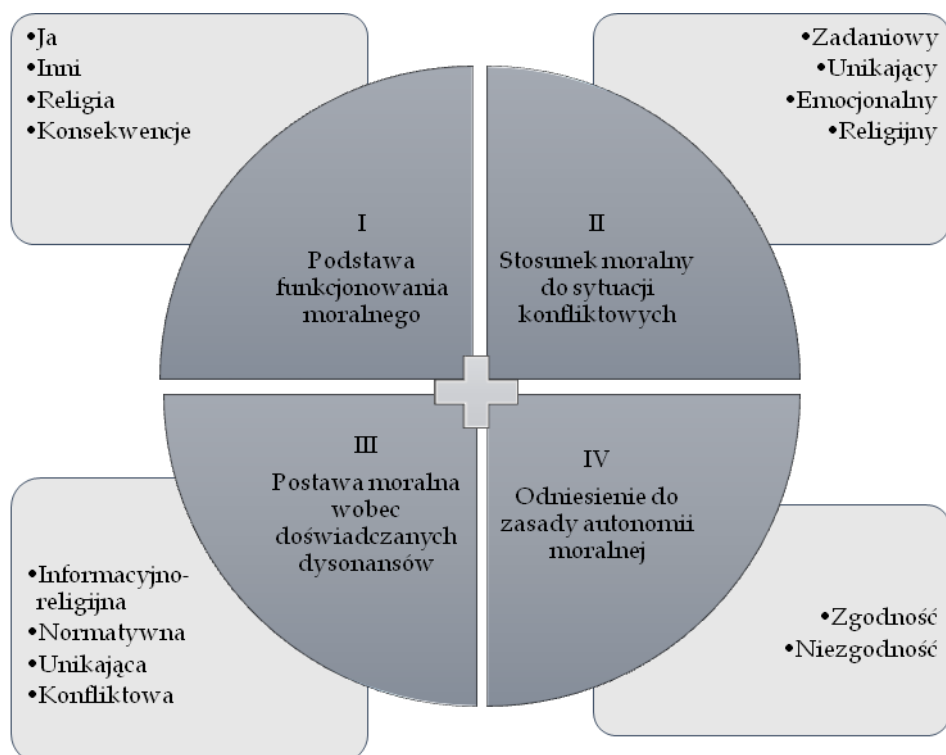 •Ja
•Inni
•Religia
•Konsekwencje
•Zadaniowy
•Unikający
•Emocjonalny
•Religijny
I
Podstawa
funkcjonowania
moralnego
II
Stosunek moralny
do sytuacji
konfliktowych
III
Postawa moralna
wobec
doświadczanych
dysonansów
IV
Odniesienie do
zasady autonomii
moralnej
•Informacyjno-
religijna
•Normatywna
•Unikająca
•Konfliktowa
•Zgodność
•Niezgodność